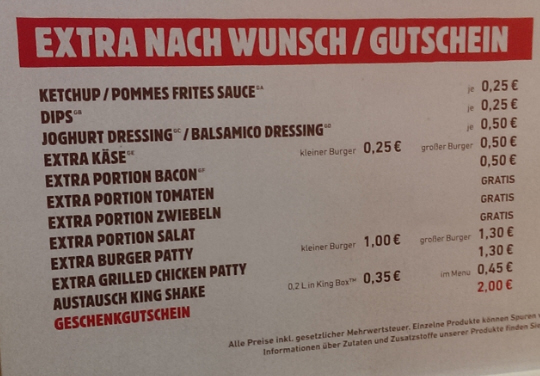 EXTRA NACH WUNSCH / GUTSCHEIN
KETCHUP / POMMES FRITES SAUCE je 0,25 €
DIPS je 0,25 €
JOGHURT DRESSING / BALSAMICO DRESSING je 0,50 €
EXTRA KÄSE kleiner Burger 0,25 € großer Burger 0,50 €
EXTRA PORTION BACON 0,50 €
EXTRA PORTION TOMATEN GRATIS
EXTRA PORTION ZWIEBELN GRATIS
EXTRA PORTION SALAT GRATIS
EXTRA BURGER PATTY kleiner Burger 1,00 € großer Burger 1,30 €
EXTRA GRILLED CHICKEN PATTY 1,30 €
AUSTAUSCH KING SHAKE 0,2 L in King Box™ 0,35 € im Menu 0,45 €
GESCHENKGUTSCHEIN 2,00 €
Alle Preise inkl. gesetzlicher Mehrwertsteuer. Einzelne Produkte können Spuren
Informationen über Zutaten und Zusatzstoffe unserer Produkte finden Sie